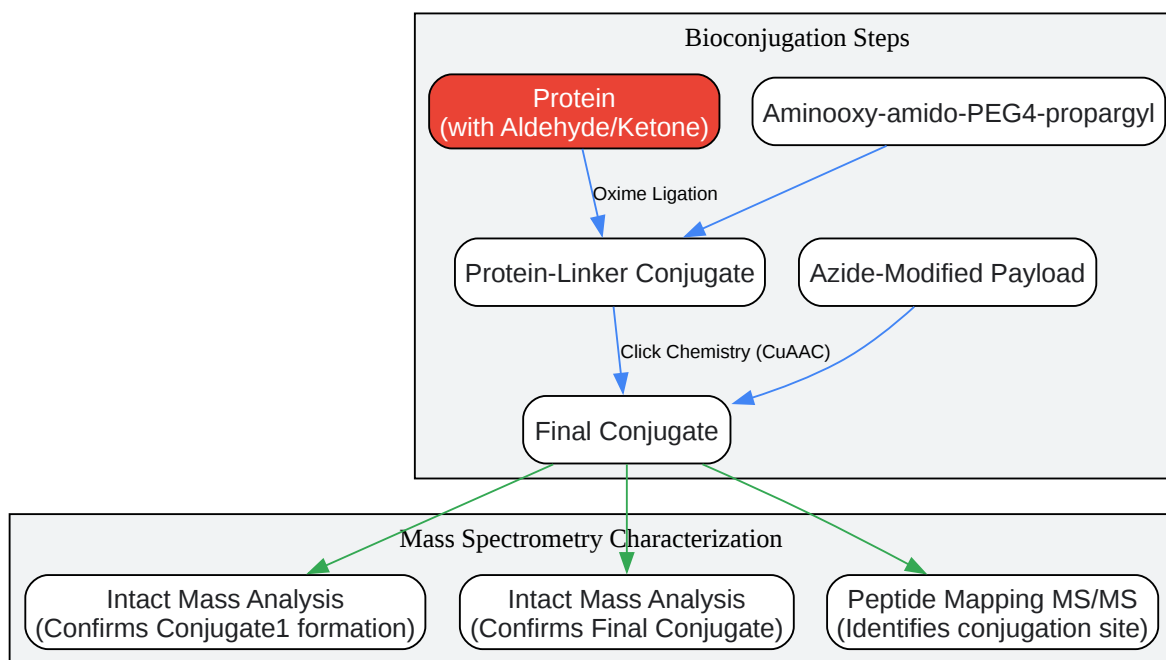 Bioconjugation Steps
Protein
(with Aldehyde/Ketone)
Aminooxy-amido-PEG4-propargyl
Oxime Ligation
Protein-Linker Conjugate
Azide-Modified Payload
Click Chemistry (CuAAC)
Final Conjugate
Mass Spectrometry Characterization
Intact Mass Analysis
(Confirms Conjugate1 formation)
Intact Mass Analysis
(Confirms Final Conjugate)
Peptide Mapping MS/MS
(Identifies conjugation site)